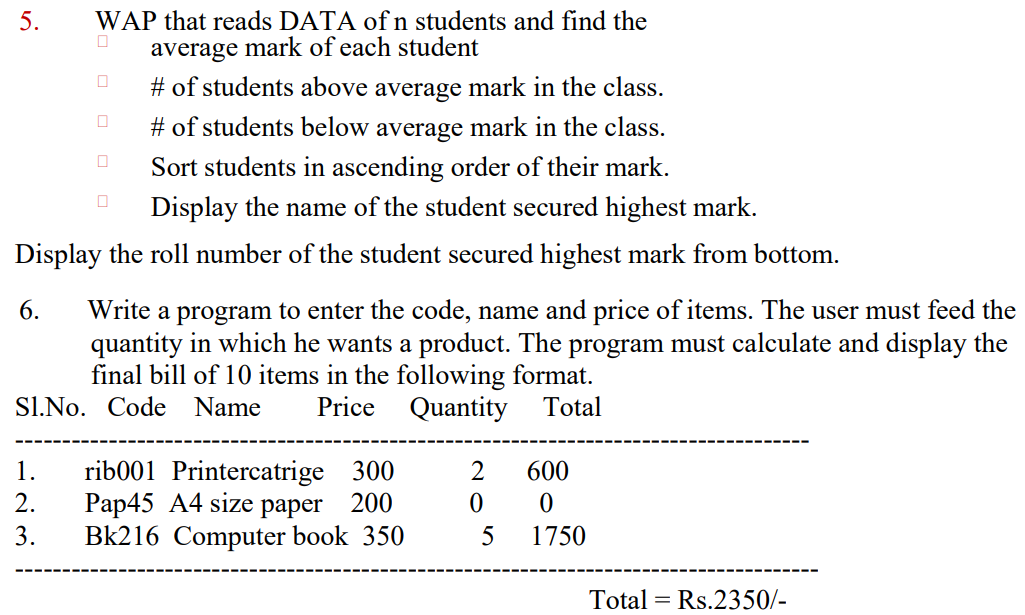 5. WAP that reads DATA of n students and find the
average mark of each student
# of students above average mark in the class.
# of students below average mark in the class.
Sort students in ascending order of their mark.
Display the name of the student secured highest mark.
Display the roll number of the student secured highest mark from bottom.
6. Write a program to enter the code, name and price of items. The user must feed the
quantity in which he wants a product. The program must calculate and display the
final bill of 10 items in the following format.
Sl.No. Code Name Price Quantity Total
--------------------------------------------------------------------------------------
1. rib001 Printercatrige 300 2 600
2. Pap45 A4 size paper 200 0 0
3. Bk216 Computer book 350 5 1750
---------------------------------------------------------------------------------------
Total = Rs.2350/-